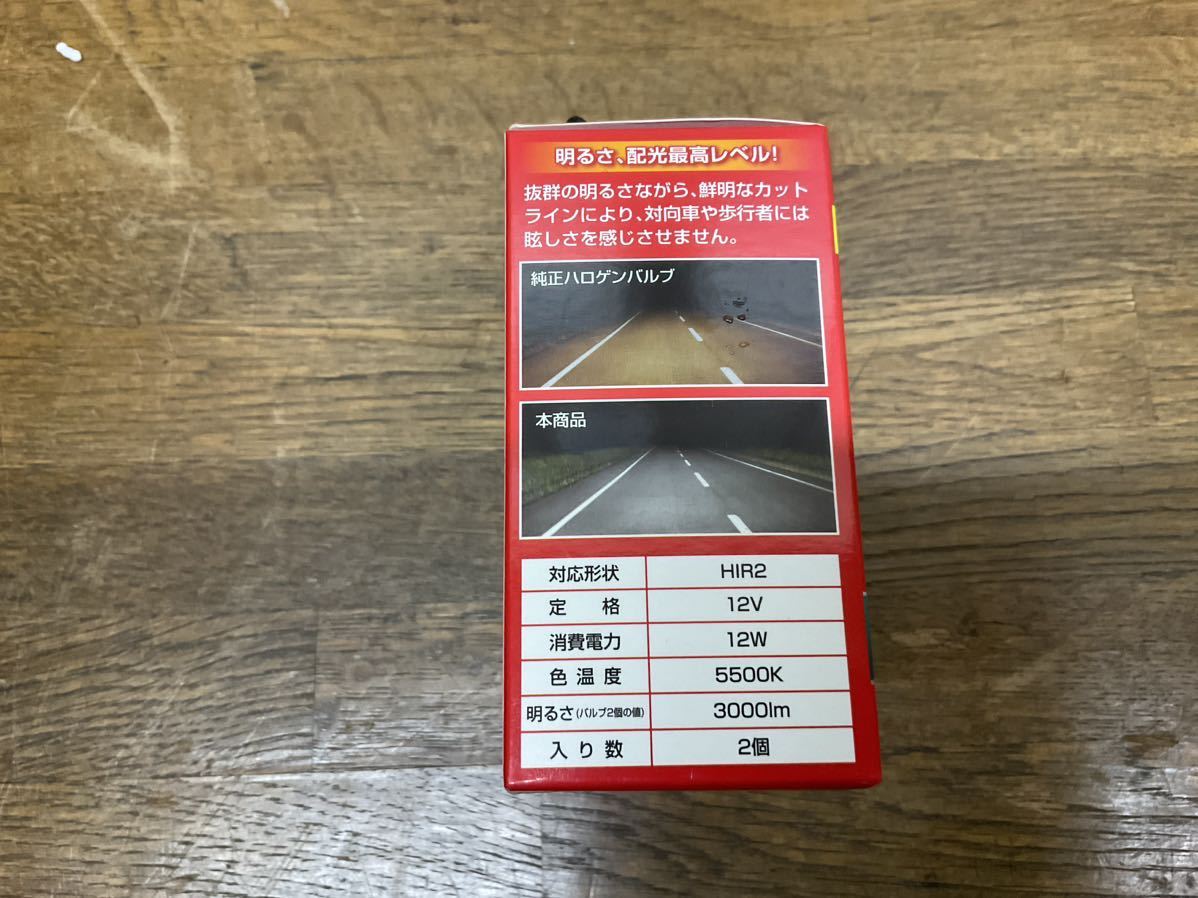 明るさ、配光最高レベル!
抜群の明るさながら、鮮明なカット
ラインにより、対向車や歩行者には
眩しさを感じさせません。
純正ハロゲンバルブ
本商品
対応形状 HIR2
定 格 12V
消費電力 12W
色温度 5500K
明るさ(バルブ2個の値) 3000lm
入り数 2個